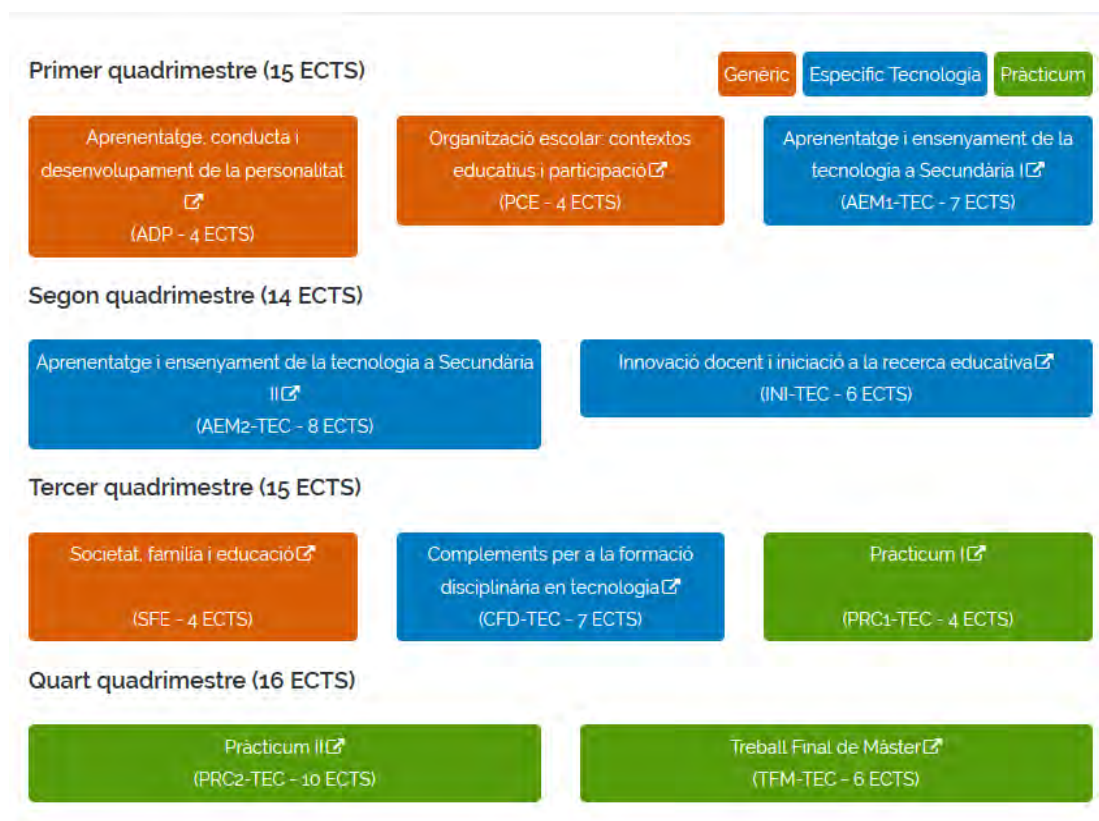 Primer quadrimestre (15 ECTS)
Genèric
Específic Tecnologia
Pràcticum
Aprenentatge, conducta i
desenvolupament de la personalitat
(ADP - 4 ECTS)
Organització escolar: contextos
educatius i participació
(PCE - 4 ECTS)
Aprenentatge i ensenyament de la
tecnologia a Secundària I
(AEM1-TEC - 7 ECTS)
Segon quadrimestre (14 ECTS)
Aprenentatge i ensenyament de la tecnologia a Secundària
II
(AEM2-TEC - 8 ECTS)
Innovació docent i iniciació a la recerca educativa
(INI-TEC - 6 ECTS)
Tercer quadrimestre (15 ECTS)
Societat, família i educació
(SFE - 4 ECTS)
Complements per a la formació
disciplinària en tecnologia
(CFD-TEC - 7 ECTS)
Pràcticum I
(PRC1-TEC - 4 ECTS)
Quart quadrimestre (16 ECTS)
Pràcticum II
(PRC2-TEC - 10 ECTS)
Treball Final de Màster
(TFM-TEC - 6 ECTS)